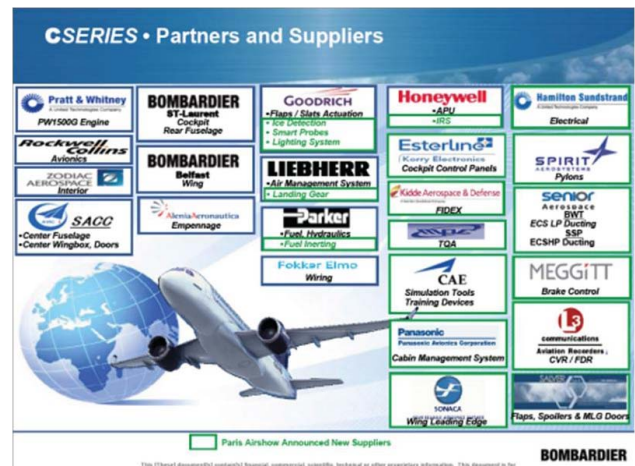 CSERIES • Partners and Suppliers
Pratt & Whitney
A United Technologies Company
PW1500G Engine
Rockwell Collins
Avionics
ZODIAC
AEROSPACE
Interior
SACC
•Center Fuselage
•Center Wingbox, Doors
BOMBARDIER
ST-Laurent
Cockpit
Rear Fuselage
BOMBARDIER
Belfast
Wing
AleniaAeronautica
Empennage
GOODRICH
•Flaps / Slats Actuation
• Ice Detection
• Smart Probes
• Lighting System
LIEBHERR
•Air Management System
• Landing Gear
Parker
•Fuel, Hydraulics
•Fuel Inerting
Fokker Elmo
Wiring
Honeywell
•APU
•IRS
Esterline
Korry Electronics
Cockpit Control Panels
Kidde Aerospace & Defense
FIDEX
TQA
CAE
Simulation Tools
Training Devices
Panasonic
Panasonic Avionics Corporation
Cabin Management System
SONACA
Wing Leading Edge
Hamilton Sundstrand
A United Technologies Company
Electrical
SPIRIT
AEROSYSTEMS
Pylons
senior
Aerospace
BWT
ECS LP Ducting
SSP
ECSHP Ducting
MEGGITT
Brake Control
L3
communications
Aviation Recorders
CVR / FDR
Flaps, Spoilers & MLG Doors
Paris Airshow Announced New Suppliers
BOMBARDIER